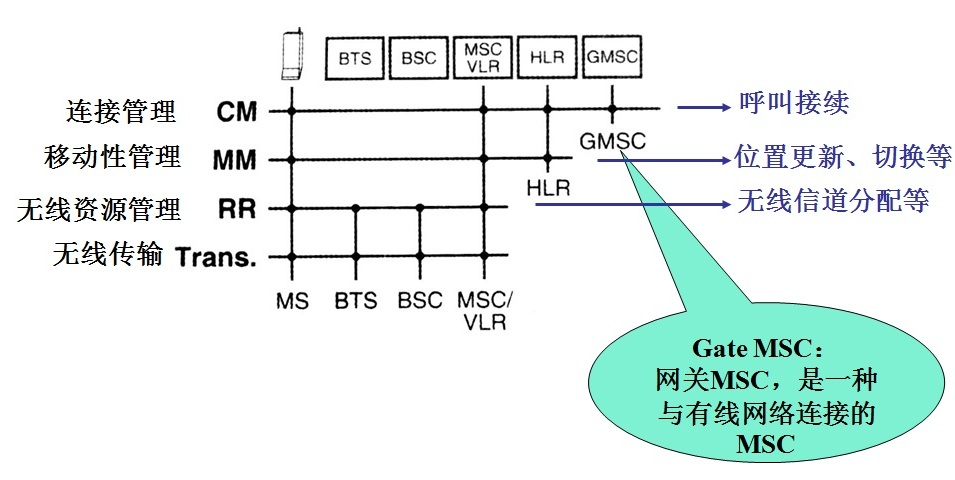 BTS BSC MSC VLR HLR GMSC
连接管理 CM 呼叫接续
GMSC
移动性管理 MM 位置更新、切换等
HLR
无线资源管理 RR 无线信道分配等
无线传输 Trans.
MS BTS BSC MSC/
VLR
Gate MSC：
网关MSC，是一种
与有线网络连接的
MSC